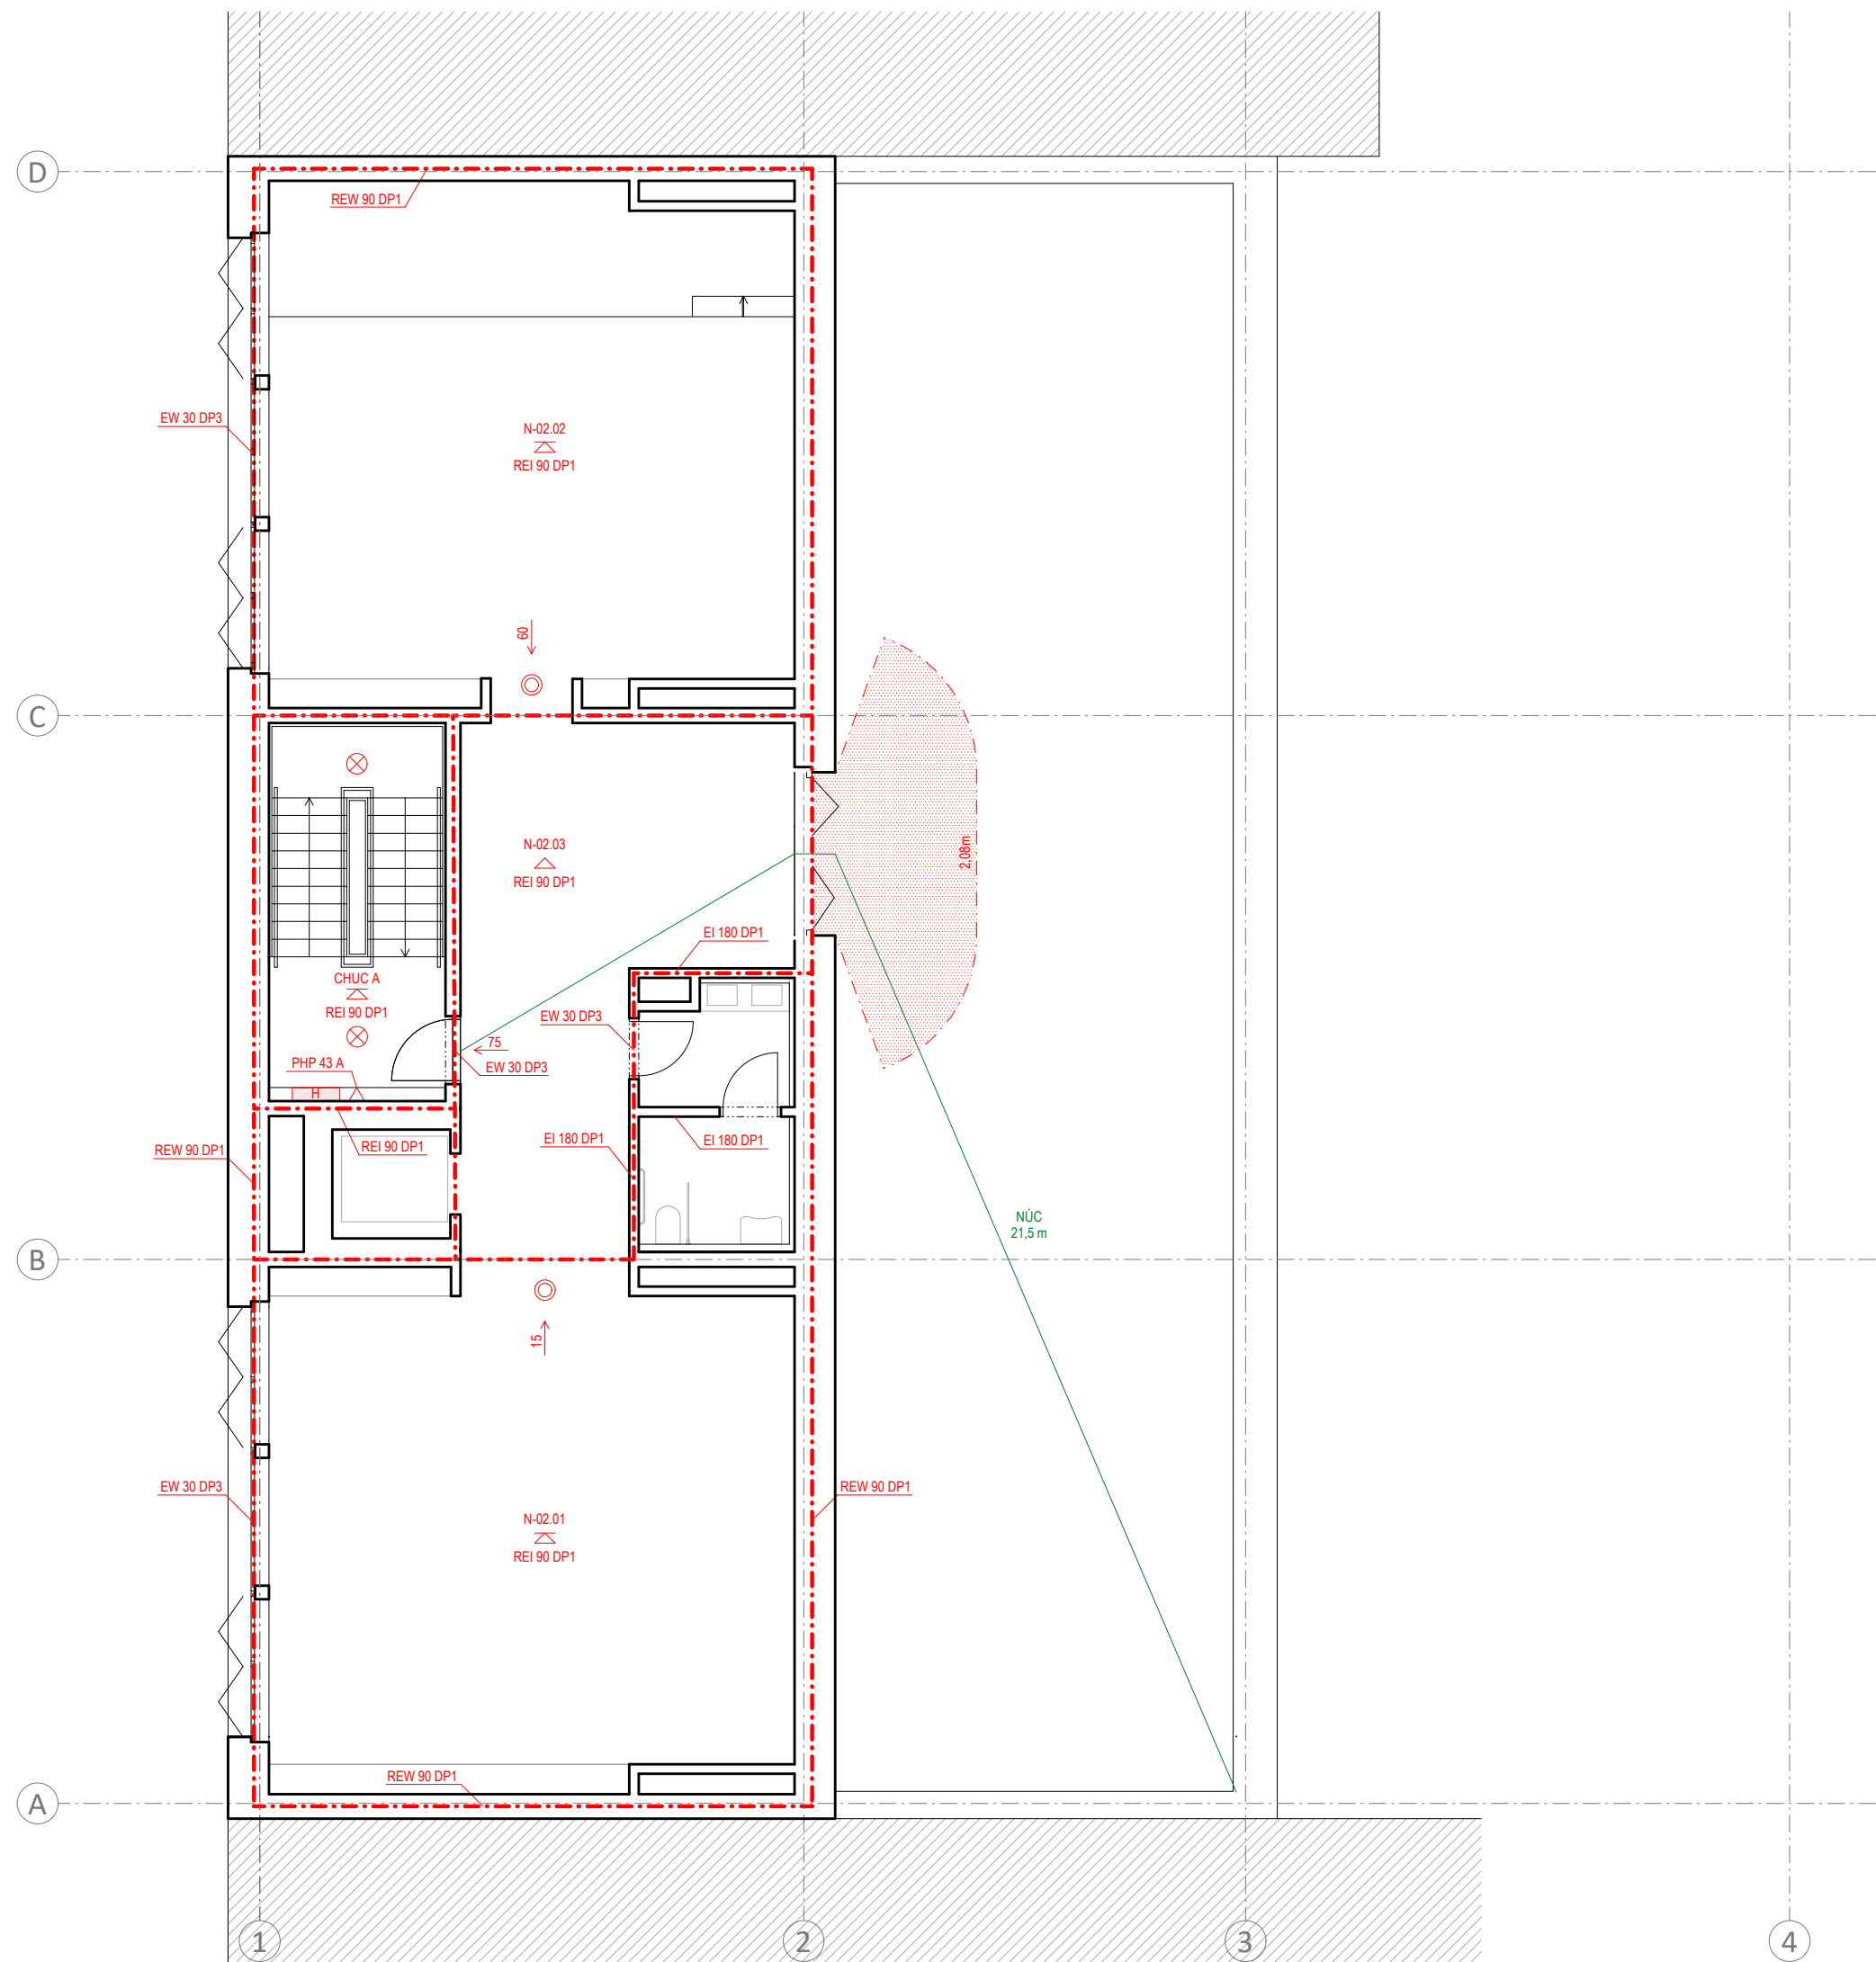 D
REW 90 DP1
EW 30 DP3
N-02.02
REI 90 DP1
60
C
N-02.03
REI 90 DP1
2,08m
EI 180 DP1
CHUC A
REI 90 DP1
EW 30 DP3
75
EW 30 DP3
PHP 43 A
H
REI 90 DP1
EI 180 DP1
EI 180 DP1
REW 90 DP1
NÚC
21,5 m
B
15
EW 30 DP3
REW 90 DP1
N-02.01
REI 90 DP1
REW 90 DP1
A
1
2
3
4